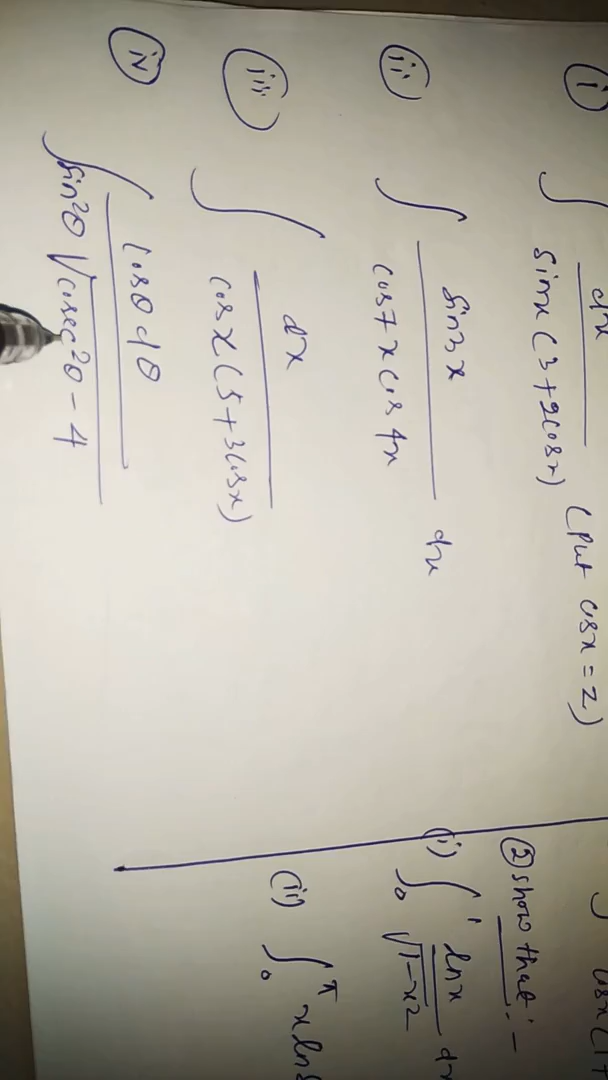 (i) ∫ dx / sinx (3+2cosx) (Put cosx = z)
(ii) ∫ sin3x / cos7x cos4x dx
(iii) ∫ dx / cosx (5+3cosx)
(iv) ∫ cosθ dθ / sin²θ √cosec²θ - 4
② show that :-
(i) ∫₀¹ lnx / √1-x² dx
(ii) ∫₀^π x ln